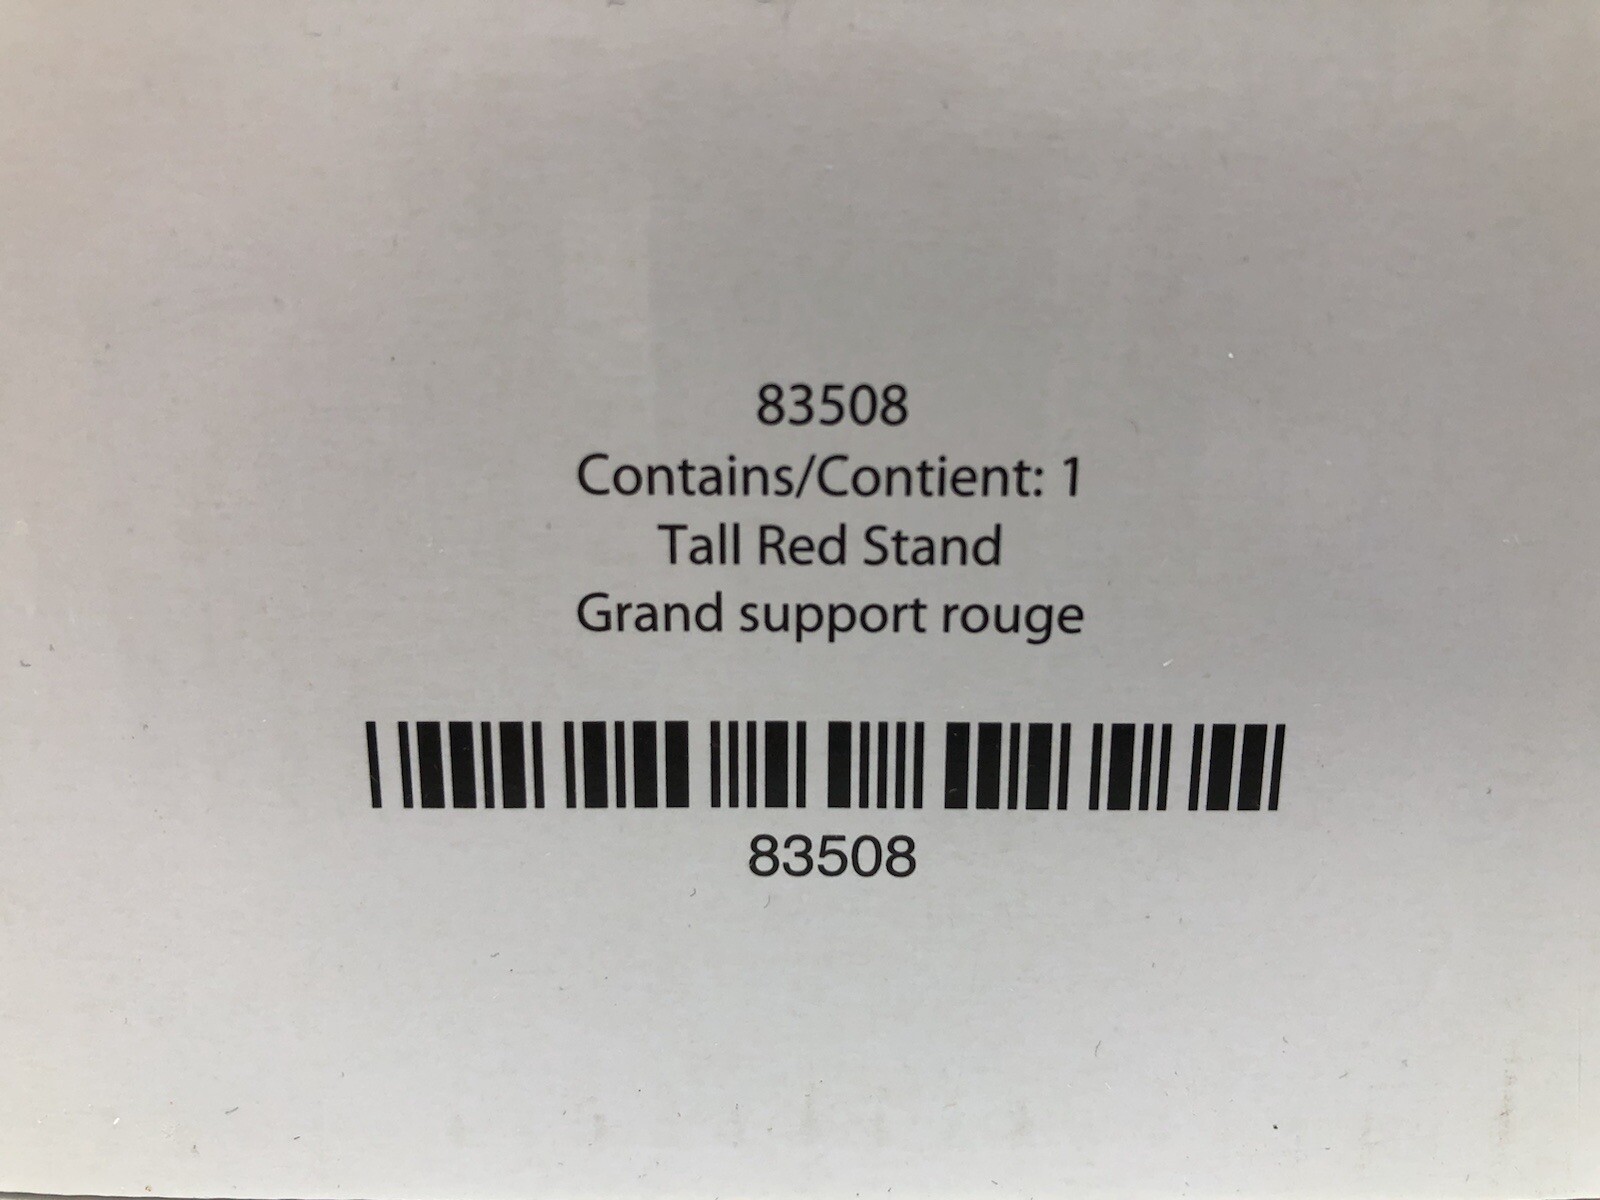 83508
Contains/Contient: 1
Tall Red Stand
Grand support rouge
83508